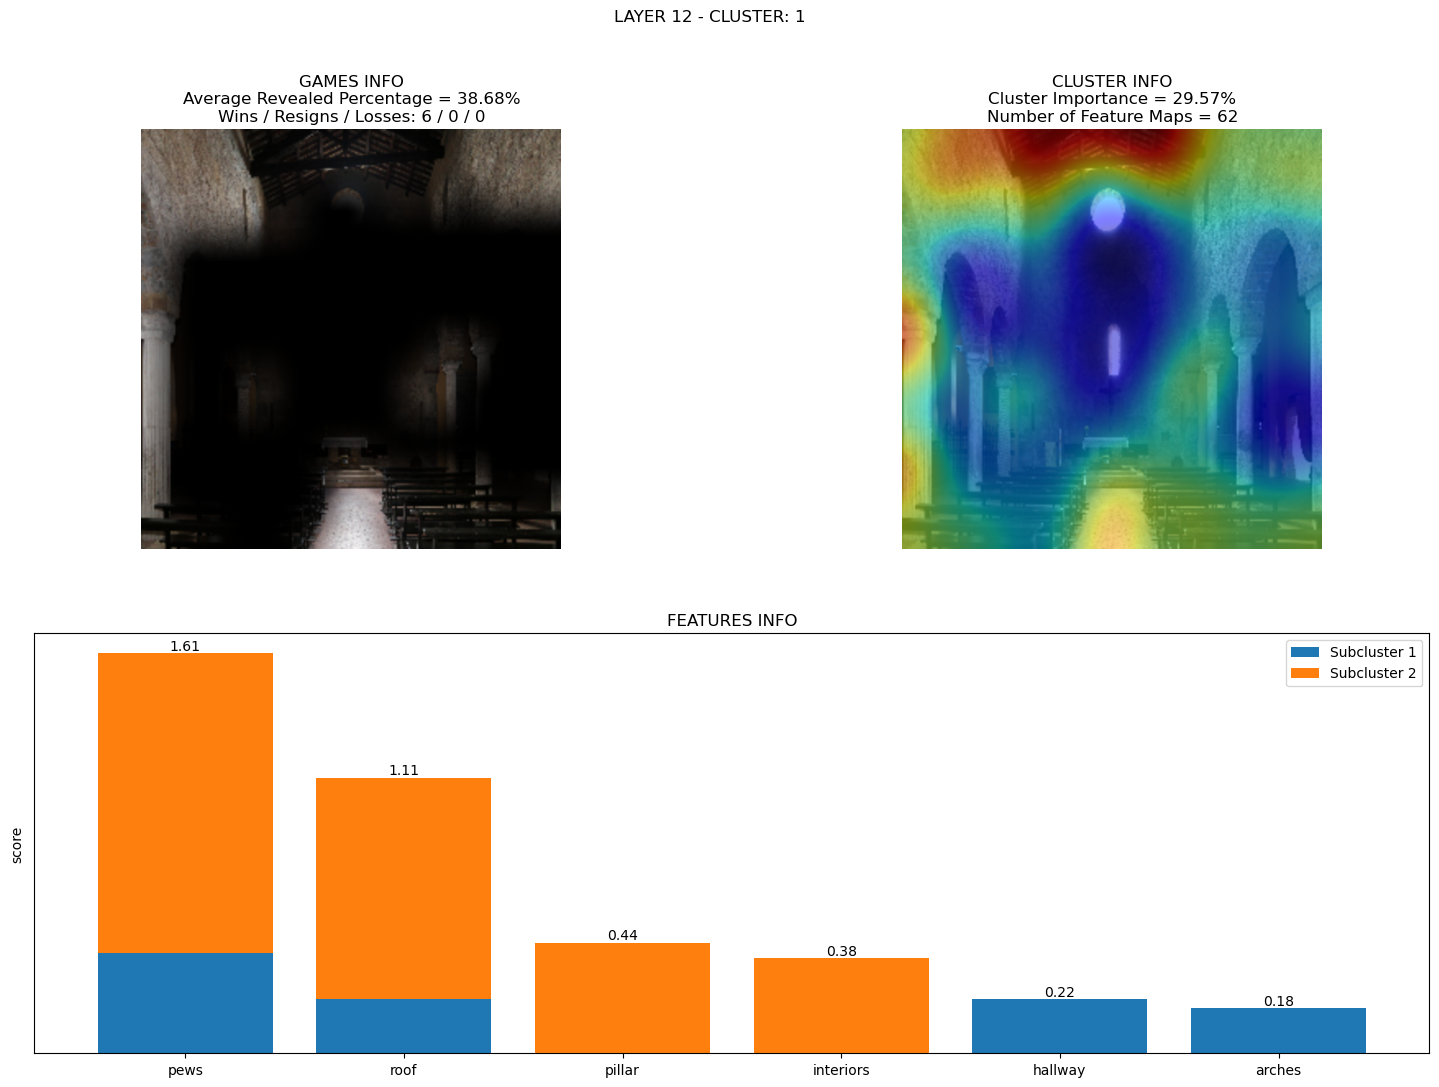 LAYER 12 - CLUSTER: 1
GAMES INFO
Average Revealed Percentage = 38.68%
Wins / Resigns / Losses: 6 / 0 / 0
CLUSTER INFO
Cluster Importance = 29.57%
Number of Feature Maps = 62
FEATURES INFO
score
1.61
1.11
0.44
0.38
0.22
0.18
Subcluster 1
Subcluster 2
pews
roof
pillar
interiors
hallway
arches